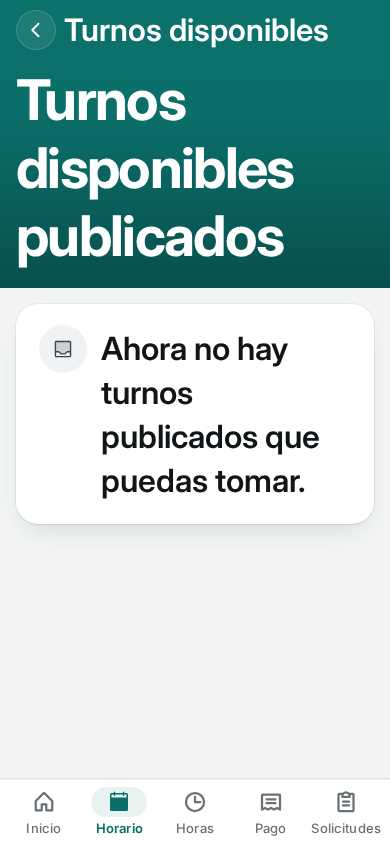 Turnos disponibles
Turnos
disponibles
publicados
Ahora no hay
turnos
publicados que
puedas tomar.
Inicio
Horario
Horas
Pago
Solicitudes